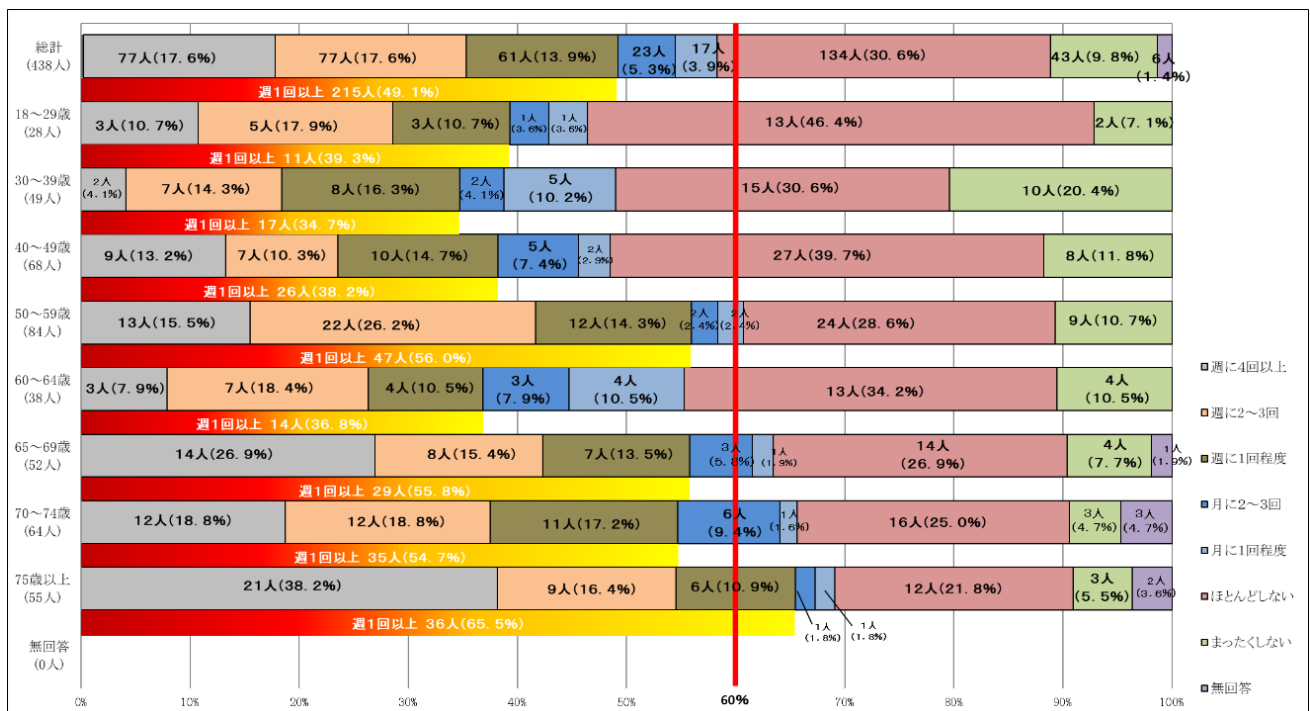 総計
(438人)
77人(17.6%)
77人(17.6%)
61人(13.9%)
23人
(5.3%)
17人
(3.9%)
134人(30.6%)
43人(9.8%)
6人
(1.4%)
週1回以上 215人(49.1%)
18～29歳
(28人)
3人(10.7%)
5人(17.9%)
3人(10.7%)
1人
(3.6%)
1人
(3.6%)
13人(46.4%)
2人(7.1%)
週1回以上 11人(39.3%)
30～39歳
(49人)
2人
(4.1%)
7人(14.3%)
8人(16.3%)
2人
(4.1%)
5人
(10.2%)
15人(30.6%)
10人(20.4%)
週1回以上 17人(34.7%)
40～49歳
(68人)
9人(13.2%)
7人(10.3%)
10人(14.7%)
5人
(7.4%)
2人
(2.9%)
27人(39.7%)
8人(11.8%)
週1回以上 26人(38.2%)
50～59歳
(84人)
13人(15.5%)
22人(26.2%)
12人(14.3%)
2人
(2.4%)
2人
(2.4%)
24人(28.6%)
9人(10.7%)
週1回以上 47人(56.0%)
60～64歳
(38人)
3人(7.9%)
7人(18.4%)
4人(10.5%)
3人
(7.9%)
4人
(10.5%)
13人(34.2%)
4人
(10.5%)
週1回以上 14人(36.8%)
65～69歳
(52人)
14人(26.9%)
8人(15.4%)
7人(13.5%)
3人
(5.8%)
1人
(1.9%)
14人
(26.9%)
4人
(7.7%)
1人
(1.9%)
週1回以上 29人(55.8%)
70～74歳
(64人)
12人(18.8%)
12人(18.8%)
11人(17.2%)
6人
(9.4%)
1人
(1.6%)
16人(25.0%)
3人
(4.7%)
3人
(4.7%)
週1回以上 35人(54.7%)
75歳以上
(55人)
21人(38.2%)
9人(16.4%)
6人(10.9%)
1人
(1.8%)
1人
(1.8%)
12人(21.8%)
3人
(5.5%)
2人
(3.6%)
週1回以上 36人(65.5%)
無回答
(0人)
0%
10%
20%
30%
40%
50%
60%
70%
80%
90%
100%
週に4回以上
週に2～3回
週に1回程度
月に2～3回
月に1回程度
ほとんどしない
まったくしない
無回答